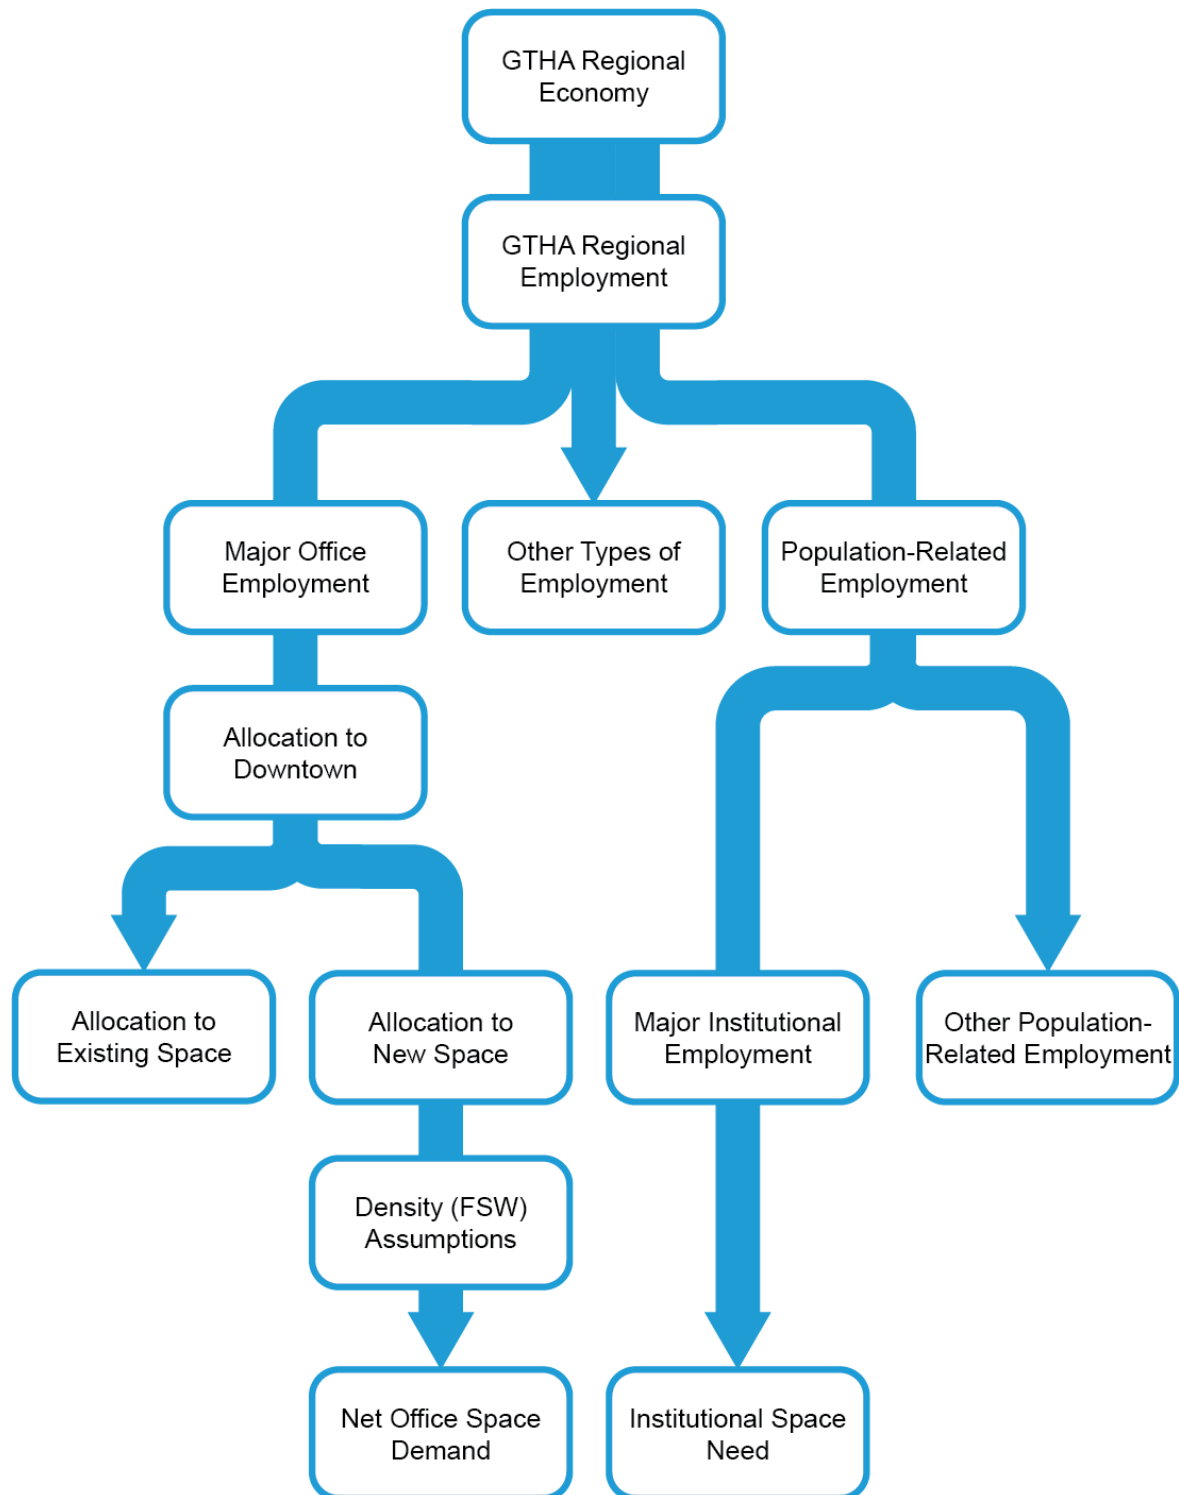 GTHA Regional
Economy
GTHA Regional
Employment
Major Office
Employment
Other Types of
Employment
Population-Related
Employment
Allocation to
Downtown
Allocation to
Existing Space
Allocation to
New Space
Major Institutional
Employment
Other Population-
Related Employment
Density (FSW)
Assumptions
Net Office Space
Demand
Institutional Space
Need